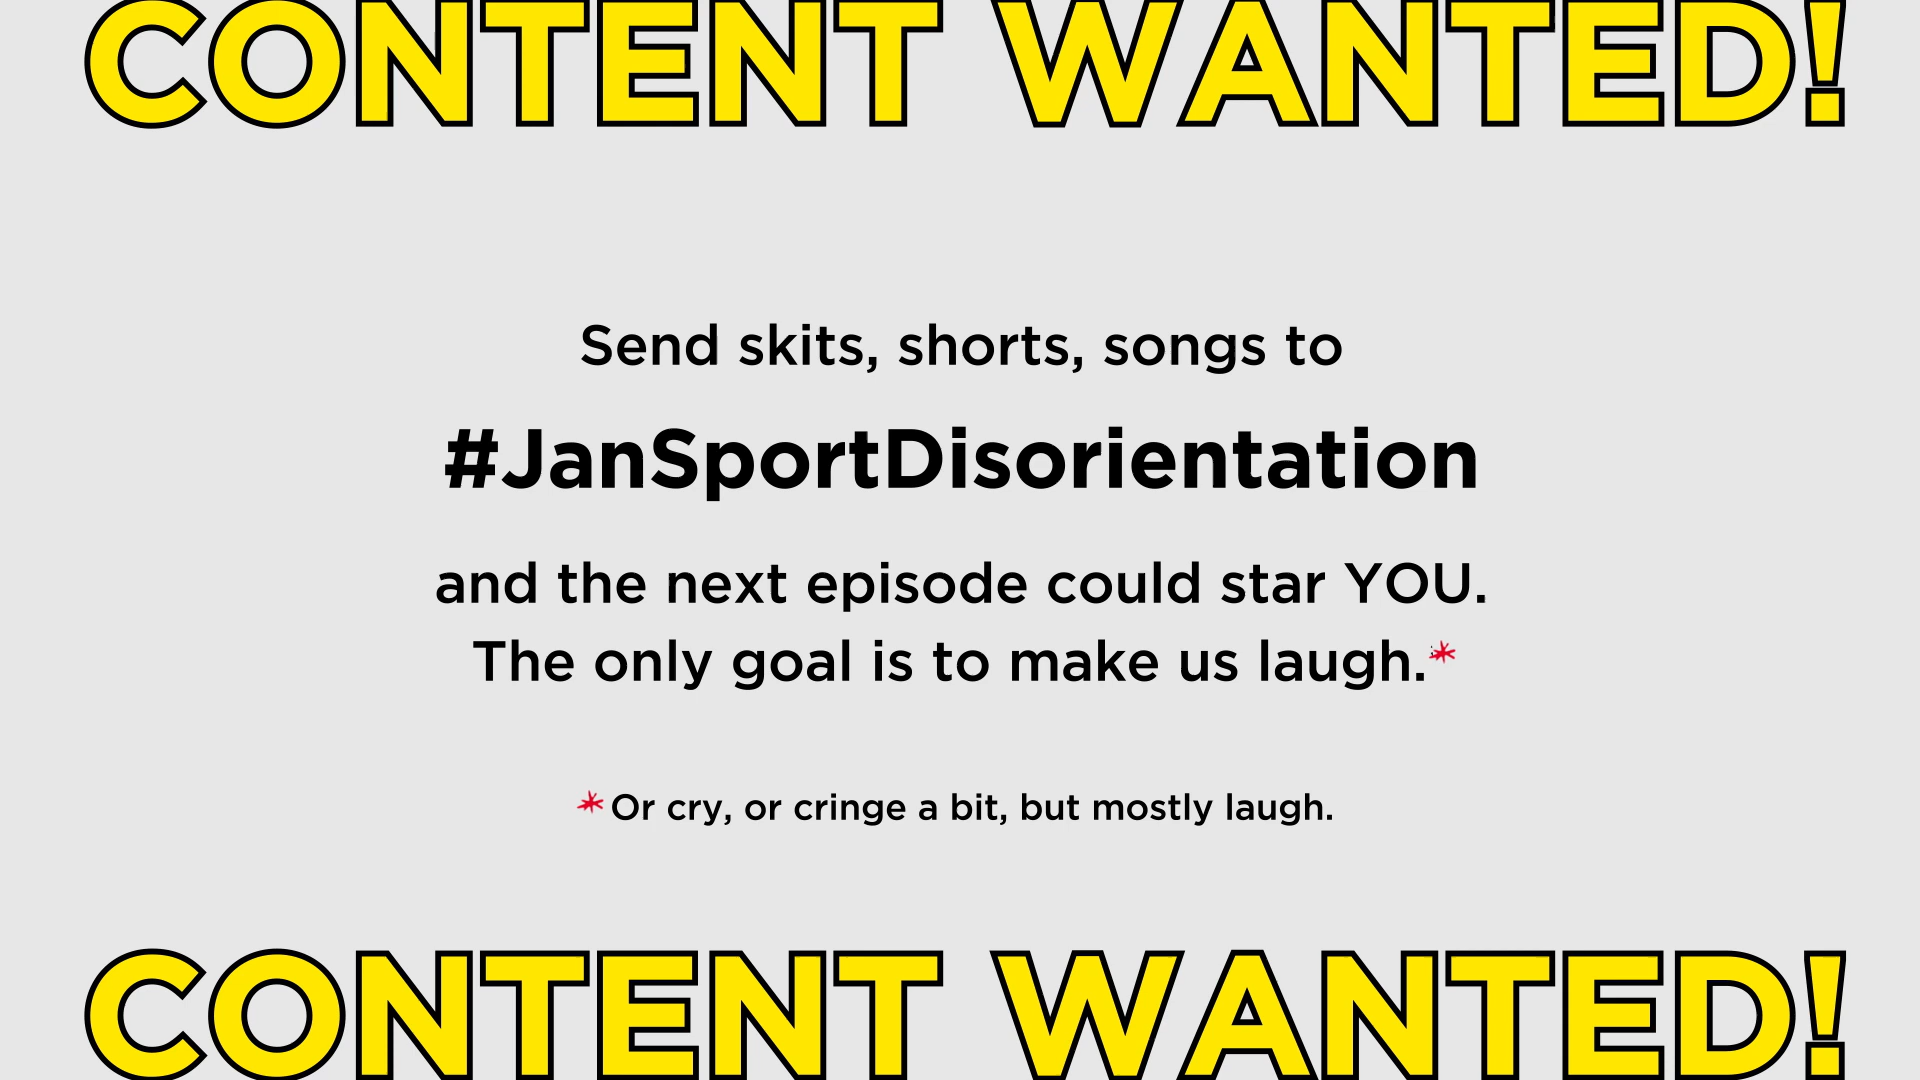 CONTENT WANTED!
Send skits, shorts, songs to
#JanSportDisorientation
and the next episode could star YOU.
The only goal is to make us laugh.*
*Or cry, or cringe a bit, but mostly laugh.
CONTENT WANTED!